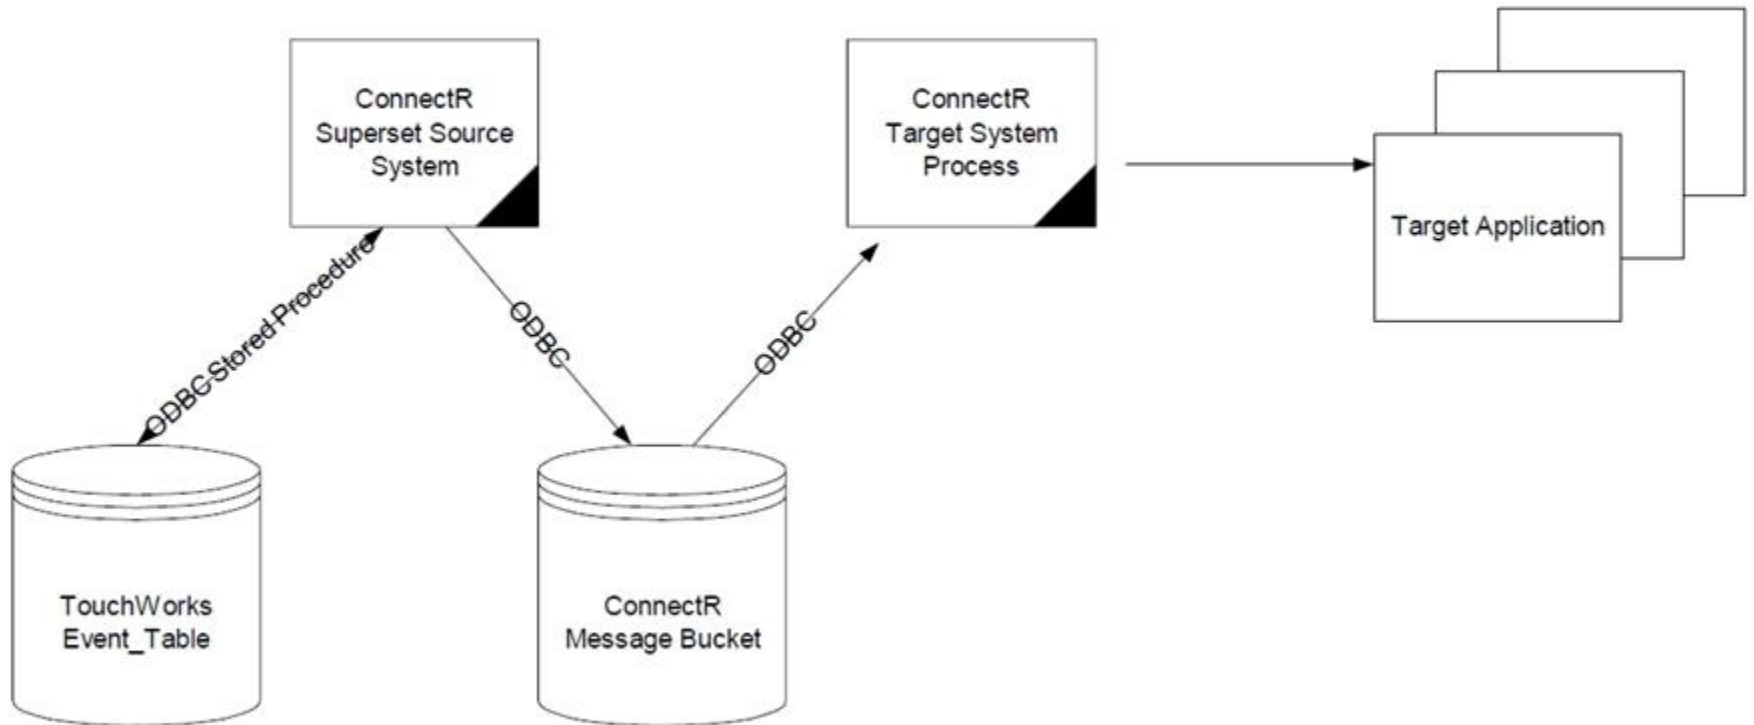 ConnectR
Superset Source
System
ConnectR
Target System
Process
Target Application
ODBC Stored Procedure
ODBC
ODBC
TouchWorks
Event_Table
ConnectR
Message Bucket